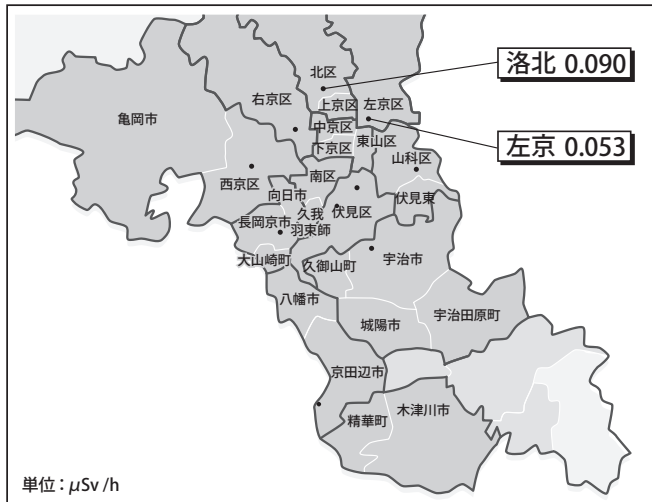 洛北 0.090
左京 0.053
北区
右京区
上京区
左京区
亀岡市
中京区
下京区
東山区
山科区
西京区
南区
向日市
久我
羽束師
伏見区
伏見東
長岡京市
大山崎町
久御山町
宇治市
八幡市
城陽市
宇治田原町
京田辺市
精華町
木津川市
単位：μSv /h